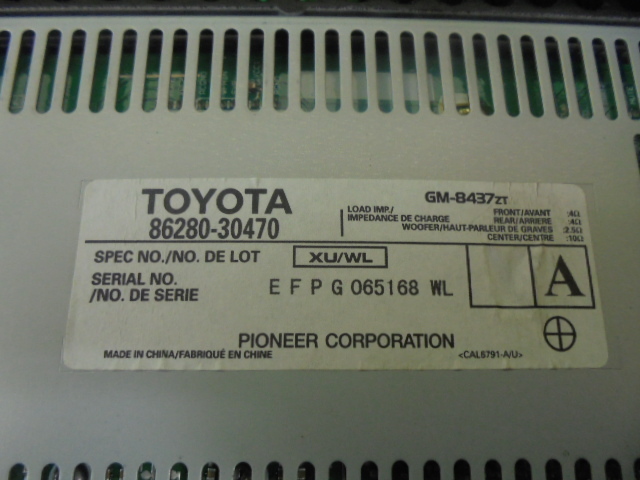 TOYOTA
86280-30470
GM-8437ZT
LOAD IMP./
IMPEDANCE DE CHARGE
FRONT/AVANT :4Ω
REAR/ARRIERE :4Ω
WOOFER/HAUT-PARLEUR DE GRAVES :2.5Ω
CENTER/CENTRE :10Ω
SPEC NO./NO. DE LOT XU/WL
SERIAL NO.
/NO. DE SERIE E F P G 065168 WL
A
PIONEER CORPORATION
MADE IN CHINA/FABRIQUÉ EN CHINE <CAL6791-A/U>